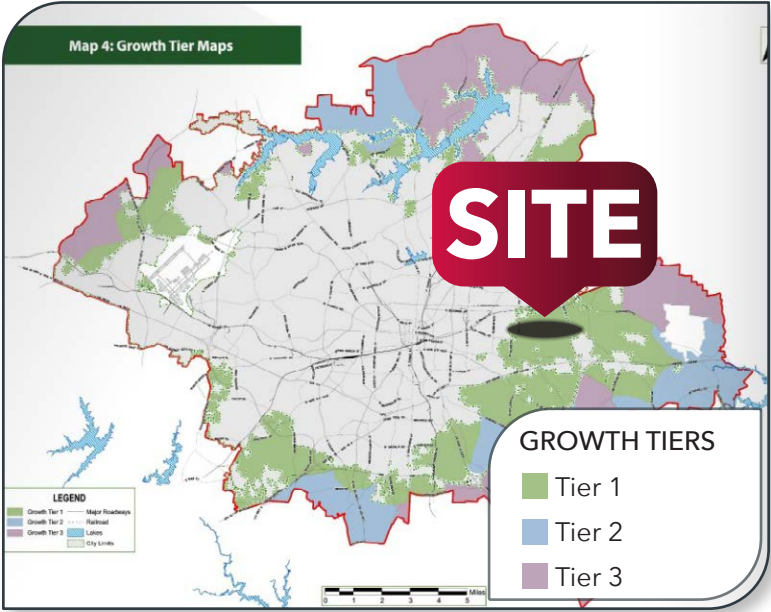 Map 4: Growth Tier Maps
SITE
GROWTH TIERS
Tier 1
Tier 2
Tier 3
LEGEND
Growth Tier 1
Major Roadways
Growth Tier 2
Railroad
Growth Tier 3
Lakes
City Limits
Miles
0 1 2 3 4 5